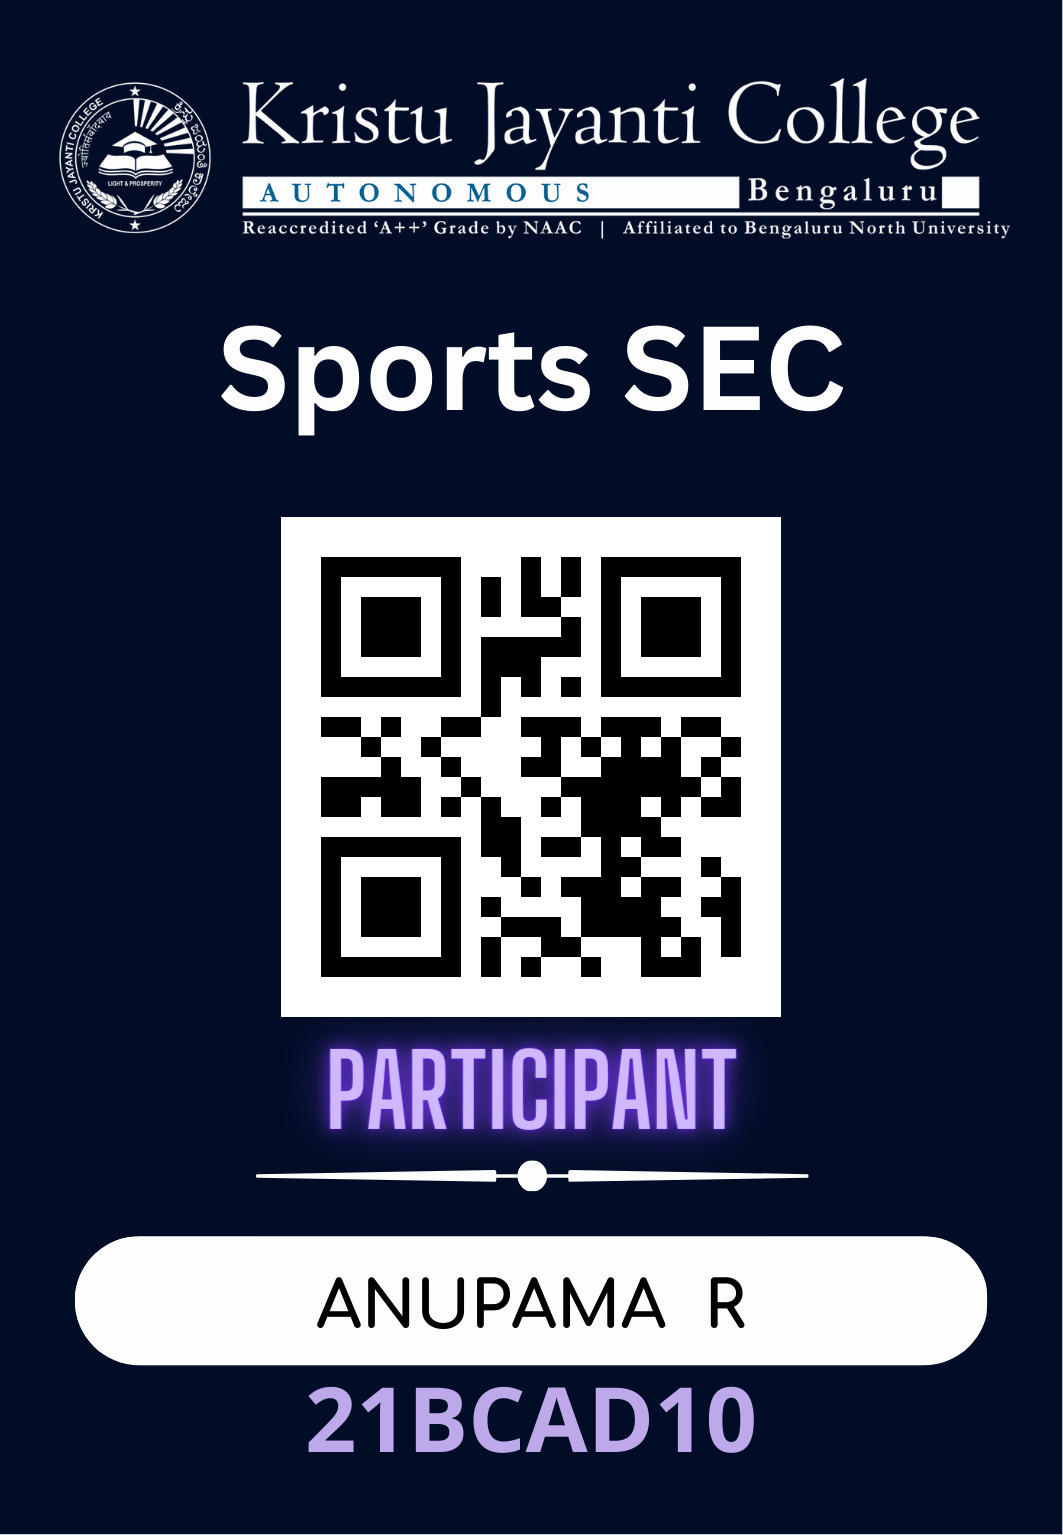 KRISTU JAYANTI COLLEGE
LIGHT & PROSPERITY
Kristu Jayanti College
AUTONOMOUS Bengaluru
Reaccredited ‘A++’ Grade by NAAC | Affiliated to Bengaluru North University
Sports SEC
PARTICIPANT
ANUPAMA R
21BCAD10